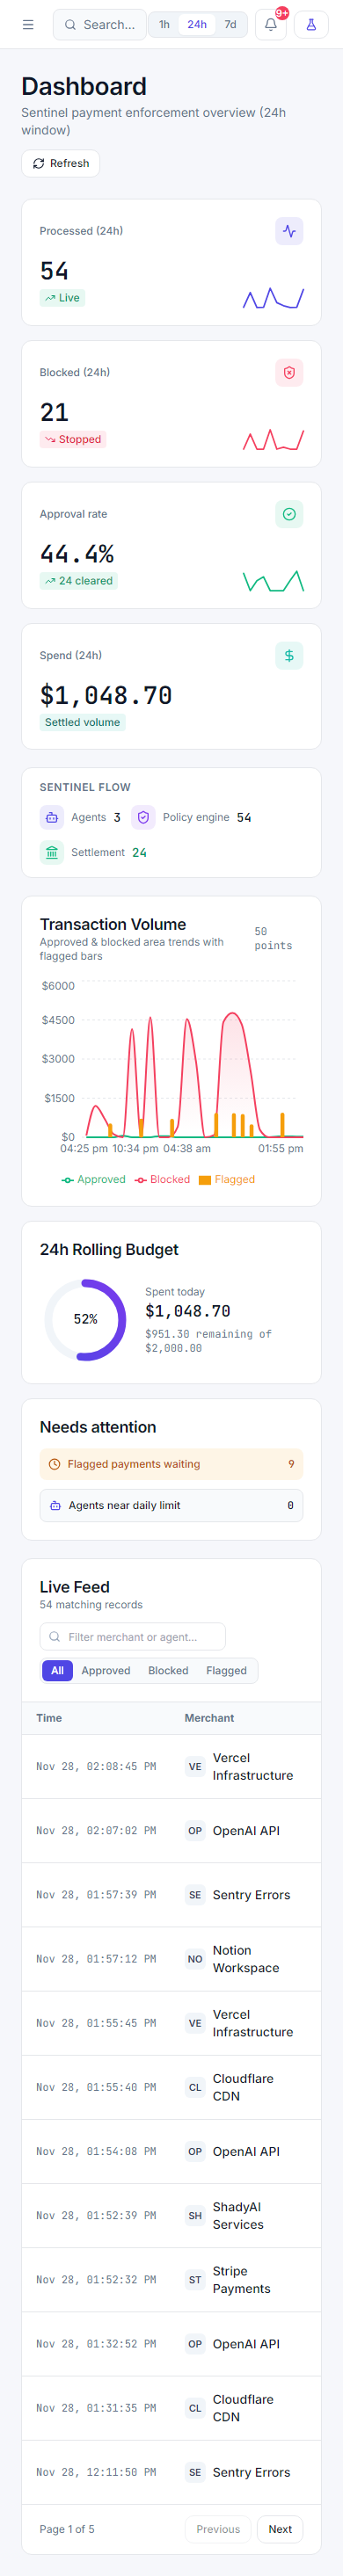 Search...
1h
24h
7d
9+
Dashboard
Sentinel payment enforcement overview (24h
window)
Refresh
Processed (24h)
54
Live
Blocked (24h)
21
Stopped
Approval rate
44.4%
24 cleared
Spend (24h)
$1,048.70
Settled volume
SENTINEL FLOW
Agents 3
Policy engine 54
Settlement 24
Transaction Volume
Approved & blocked area trends with
flagged bars
50
points
$6000
$4500
$3000
$1500
$0
04:25 pm 10:34 pm 04:38 am 01:55 pm
Approved Blocked Flagged
24h Rolling Budget
52%
Spent today
$1,048.70
$951.30 remaining of
$2,000.00
Needs attention
Flagged payments waiting 9
Agents near daily limit 0
Live Feed
54 matching records
Filter merchant or agent...
All Approved Blocked Flagged
Time Merchant
Nov 28, 02:08:45 PM VE Vercel
Infrastructure
Nov 28, 02:07:02 PM OP OpenAI API
Nov 28, 01:57:39 PM SE Sentry Errors
Nov 28, 01:57:12 PM NO Notion
Workspace
Nov 28, 01:55:45 PM VE Vercel
Infrastructure
Nov 28, 01:55:40 PM CL Cloudflare
CDN
Nov 28, 01:54:08 PM OP OpenAI API
Nov 28, 01:52:39 PM SH ShadyAI
Services
Nov 28, 01:52:32 PM ST Stripe
Payments
Nov 28, 01:32:52 PM OP OpenAI API
Nov 28, 01:31:35 PM CL Cloudflare
CDN
Nov 28, 12:11:50 PM SE Sentry Errors
Page 1 of 5
Previous
Next